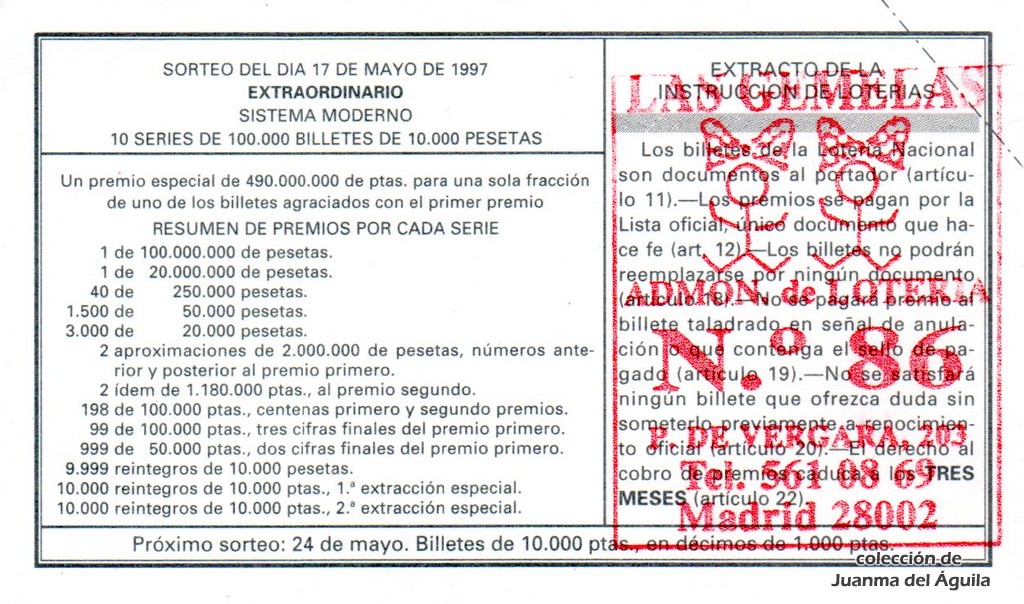 SORTEO DEL DIA 17 DE MAYO DE 1997
EXTRAORDINARIO
SISTEMA MODERNO
10 SERIES DE 100.000 BILLETES DE 10.000 PESETAS
Un premio especial de 490.000.000 de ptas. para una sola fracción
de uno de los billetes agraciados con el primer premio
RESUMEN DE PREMIOS POR CADA SERIE
1 de 100.000.000 de pesetas.
1 de 20.000.000 de pesetas.
40 de 250.000 pesetas.
1.500 de 50.000 pesetas.
3.000 de 20.000 pesetas.
2 aproximaciones de 2.000.000 de pesetas, números ante-
rior y posterior al premio primero.
2 ídem de 1.180.000 ptas., al premio segundo.
198 de 100.000 ptas., centenas primero y segundo premios.
99 de 100.000 ptas., tres cifras finales del premio primero.
999 de 50.000 ptas., dos cifras finales del premio primero.
9.999 reintegros de 10.000 pesetas.
10.000 reintegros de 10.000 ptas., 1.ª extracción especial.
10.000 reintegros de 10.000 ptas., 2.ª extracción especial.
EXTRACTO DE LA
INSTRUCCION DE LOTERIAS
Los billetes de la Lotería Nacional
son documentos al portador (artícu-
lo 11).—Los premios se pagan por la
Lista oficial, único documento que ha-
ce fe (art. 12).—Los billetes no podrán
reemplazarse por ningún documento
(artículo 18).—No se pagará premio al
billete taladrado en señal de anula-
ción o que contenga el sello de pa-
gado (artículo 19).—No se satisfará
ningún billete que ofrezca duda sin
someterlo previamente a reconocimien-
to oficial (artículo 20).—El derecho al
cobro de premios caduca a los TRES
MESES (artículo 22).
LAS GEMELAS
ADMÓN. de LOTERIA
N.º 86
P. DE VERGARA, 203
Tel. 561 08 69
Madrid 28002
Próximo sorteo: 24 de mayo. Billetes de 10.000 ptas. en décimos de 1.000 ptas.
colección de
Juanma del Águila